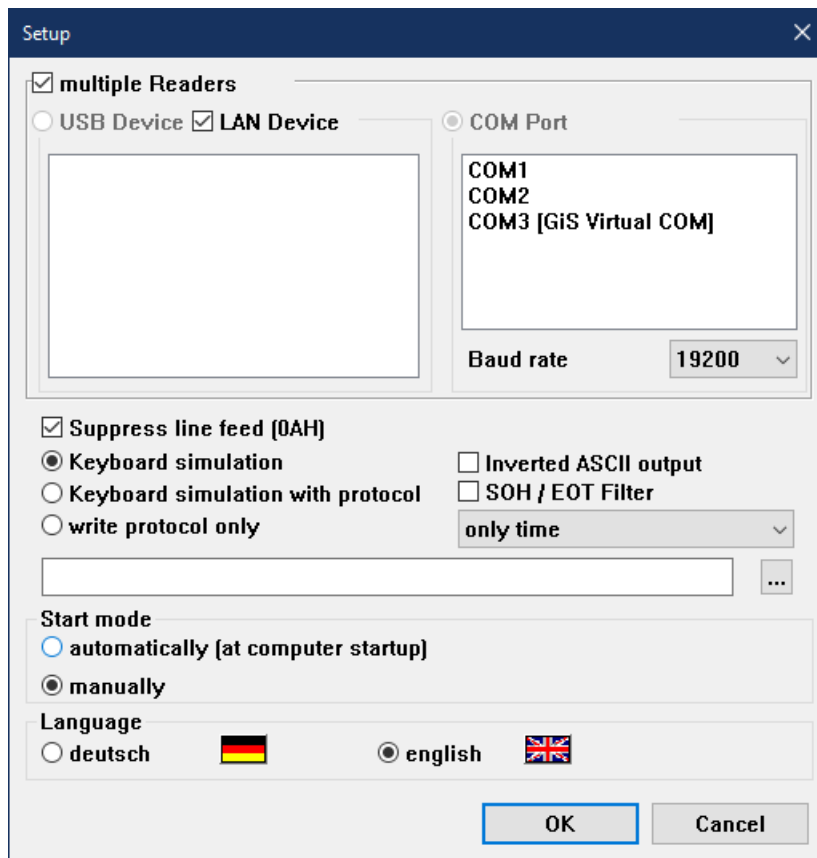 Setup
multiple Readers
USB Device LAN Device
COM Port
COM1
COM2
COM3 [GiS Virtual COM]
Baud rate 19200
Suppress line feed (0AH)
Keyboard simulation
Inverted ASCII output
Keyboard simulation with protocol
SOH / EOT Filter
write protocol only
only time
...
Start mode
automatically (at computer startup)
manually
Language
deutsch
english
OK
Cancel